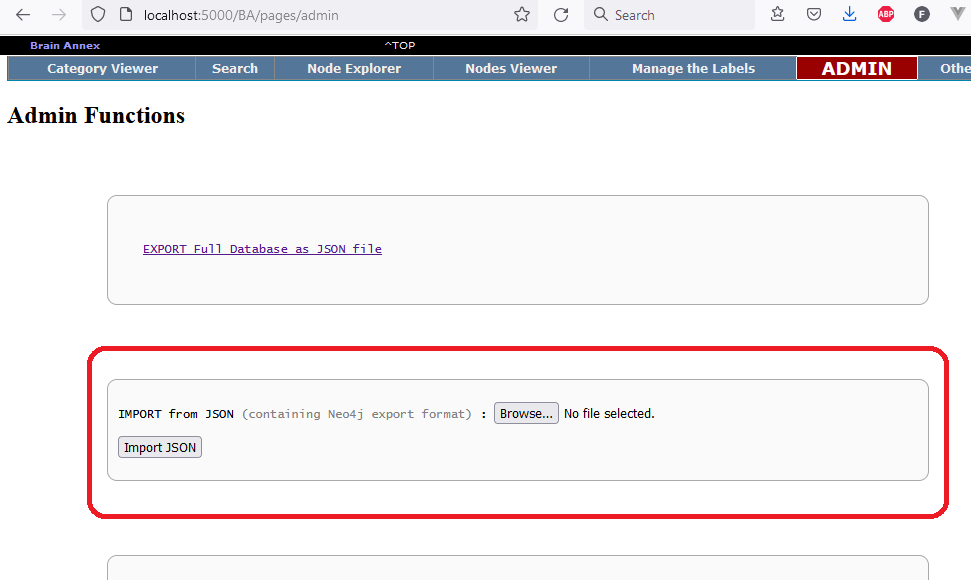 localhost:5000/BA/pages/admin
Search
ABP
F
Brain Annex ^TOP
Category Viewer Search Node Explorer Nodes Viewer Manage the Labels ADMIN Othe
Admin Functions
EXPORT Full Database as JSON file
IMPORT from JSON (containing Neo4j export format) : Browse... No file selected.
Import JSON